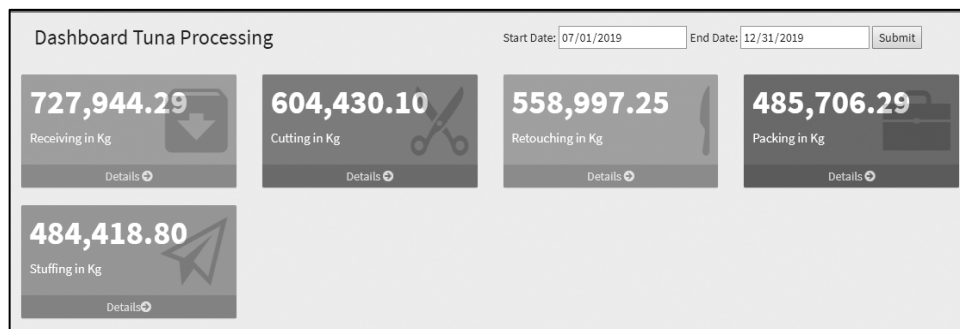 Dashboard Tuna Processing
Start Date: 07/01/2019 End Date: 12/31/2019 Submit
727,944.29
Receiving in Kg
Details
604,430.10
Cutting in Kg
Details
558,997.25
Retouching in Kg
Details
485,706.29
Packing in Kg
Details
484,418.80
Stuffing in Kg
Details